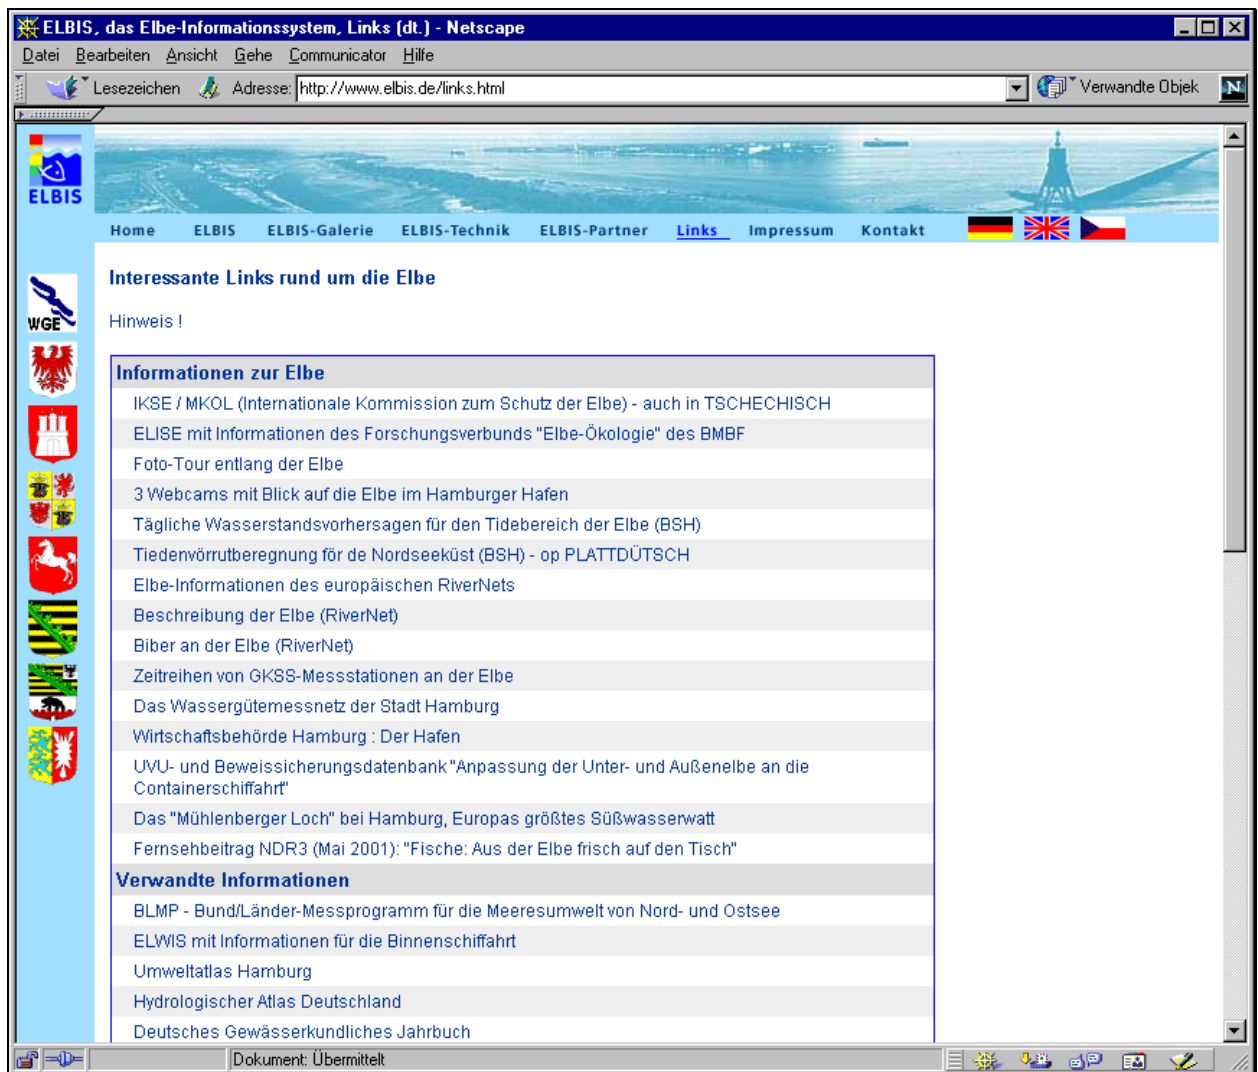 ELBIS, das Elbe-Informationssystem, Links (dt.) - Netscape
Datei Bearbeiten Ansicht Gehe Communicator Hilfe
Lesezeichen Adresse: http://www.elbis.de/links.html Verwandte Objek N
ELBIS
Home ELBIS ELBIS-Galerie ELBIS-Technik ELBIS-Partner Links Impressum Kontakt
Interessante Links rund um die Elbe
WGE
Hinweis !
Informationen zur Elbe
IKSE / MKOL (Internationale Kommission zum Schutz der Elbe) - auch in TSCHECHISCH
ELISE mit Informationen des Forschungsverbunds "Elbe-Ökologie" des BMBF
Foto-Tour entlang der Elbe
3 Webcams mit Blick auf die Elbe im Hamburger Hafen
Tägliche Wasserstandsvorhersagen für den Tidebereich der Elbe (BSH)
Tiedenvörrutberegnung för de Nordseeküst (BSH) - op PLATTDÜTSCH
Elbe-Informationen des europäischen RiverNets
Beschreibung der Elbe (RiverNet)
Biber an der Elbe (RiverNet)
Zeitreihen von GKSS-Messstationen an der Elbe
Das Wassergütemessnetz der Stadt Hamburg
Wirtschaftsbehörde Hamburg : Der Hafen
UVU- und Beweissicherungsdatenbank "Anpassung der Unter- und Außenelbe an die
Containerschiffahrt"
Das "Mühlenberger Loch" bei Hamburg, Europas größtes Süßwasserwatt
Fernsehbeitrag NDR3 (Mai 2001): "Fische: Aus der Elbe frisch auf den Tisch"
Verwandte Informationen
BLMP - Bund/Länder-Messprogramm für die Meeresumwelt von Nord- und Ostsee
ELWIS mit Informationen für die Binnenschiffahrt
Umweltatlas Hamburg
Hydrologischer Atlas Deutschland
Deutsches Gewässerkundliches Jahrbuch
Dokument: Übermittelt